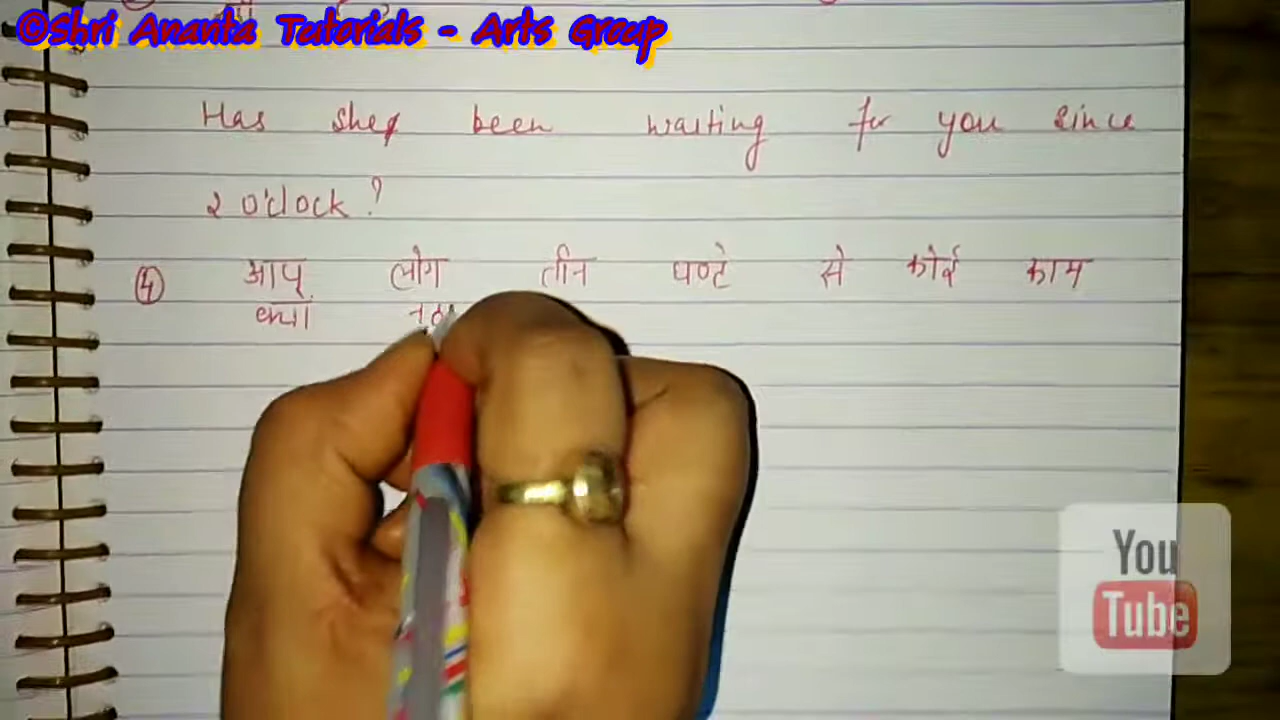 ©Shri Ananta Tutorials - Arts Group
Has she been waiting for you since
2 o'clock ?
④ आप लोग तीन घण्टे से कोई काम
क्या
You
Tube